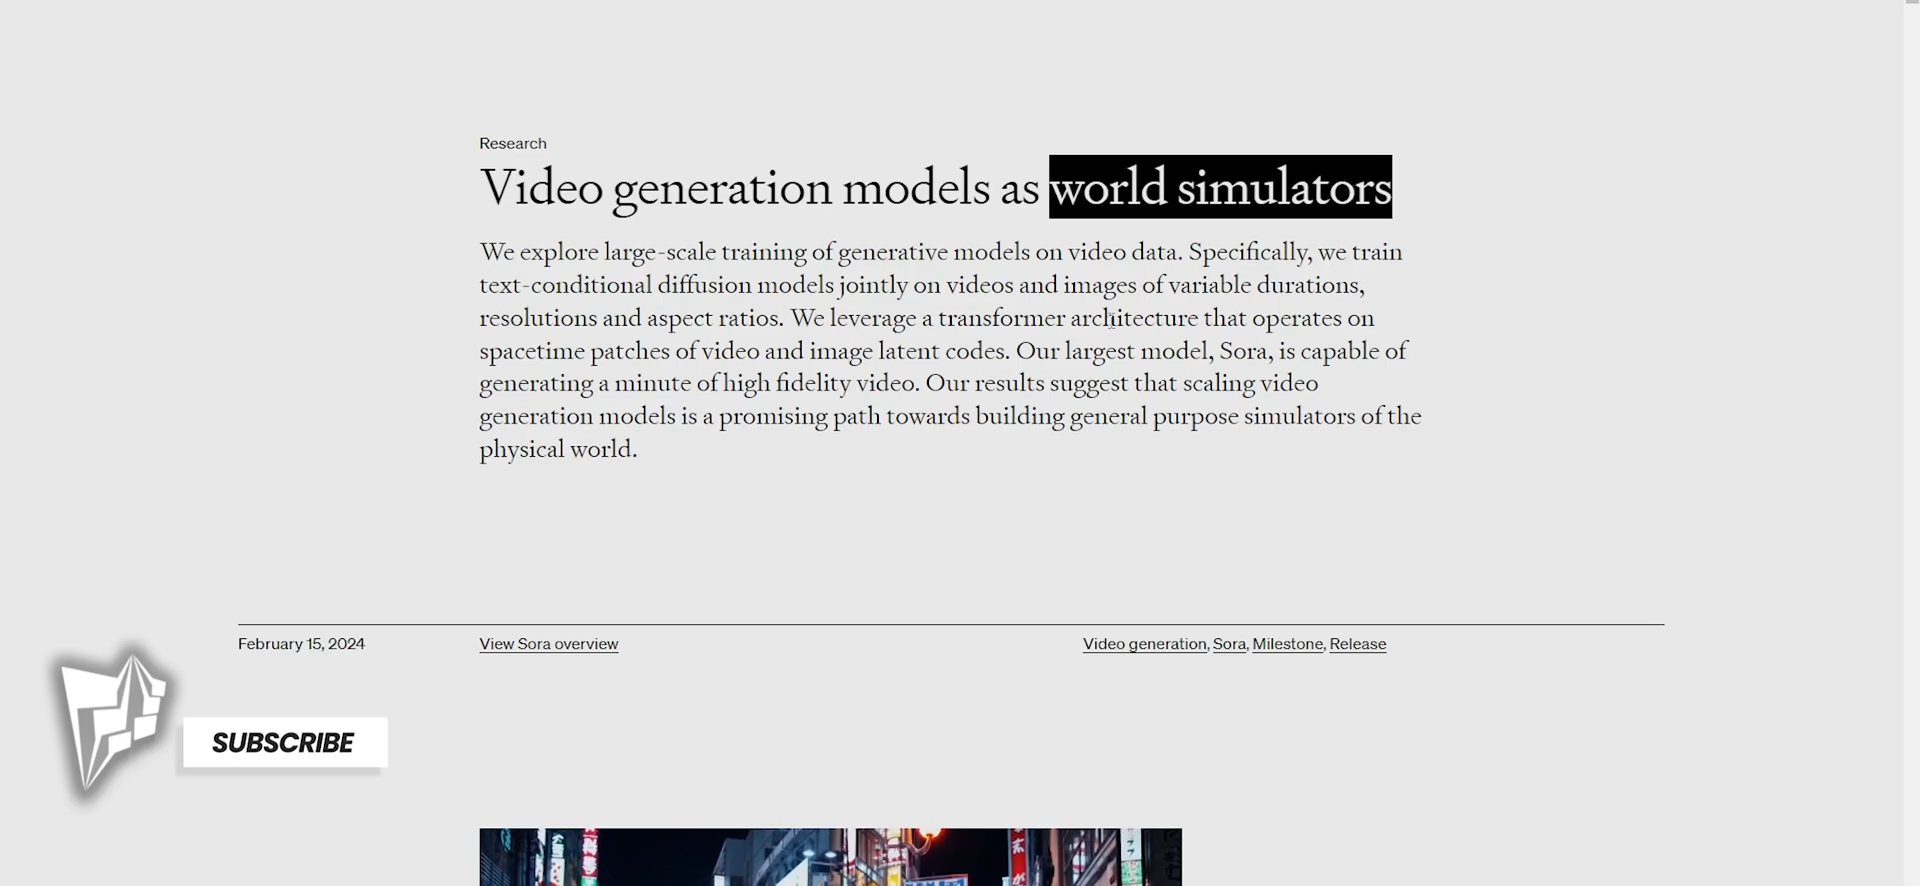 Research
Video generation models as world simulators
We explore large-scale training of generative models on video data. Specifically, we train
text-conditional diffusion models jointly on videos and images of variable durations,
resolutions and aspect ratios. We leverage a transformer architecture that operates on
spacetime patches of video and image latent codes. Our largest model, Sora, is capable of
generating a minute of high fidelity video. Our results suggest that scaling video
generation models is a promising path towards building general purpose simulators of the
physical world.
February 15, 2024
View Sora overview
Video generation, Sora, Milestone, Release
SUBSCRIBE